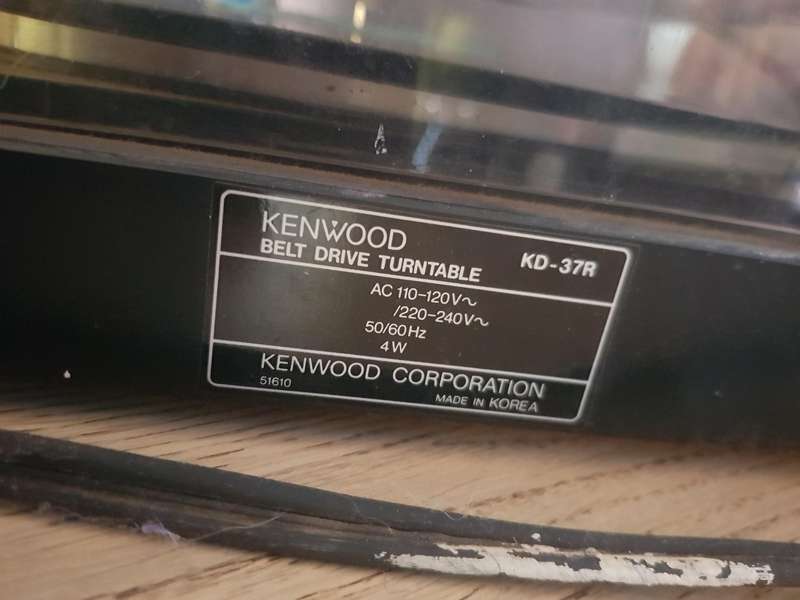 KENWOOD
BELT DRIVE TURNTABLE KD-37R
AC 110-120V~
/220-240V~
50/60Hz
4W
KENWOOD CORPORATION
51610 MADE IN KOREA